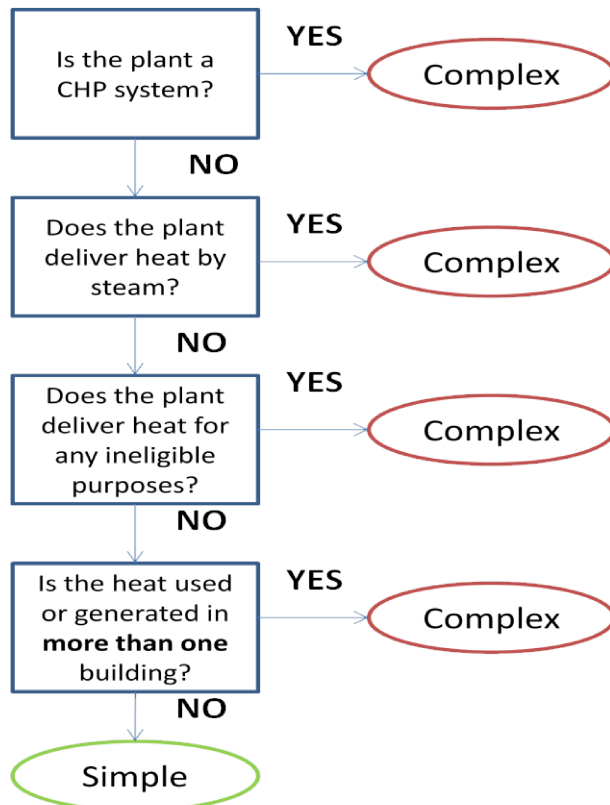 Is the plant a
CHP system?
YES
Complex
NO
Does the plant
deliver heat by
steam?
YES
Complex
NO
Does the plant
deliver heat for
any ineligible
purposes?
YES
Complex
NO
Is the heat used
or generated in
more than one
building?
YES
Complex
NO
Simple